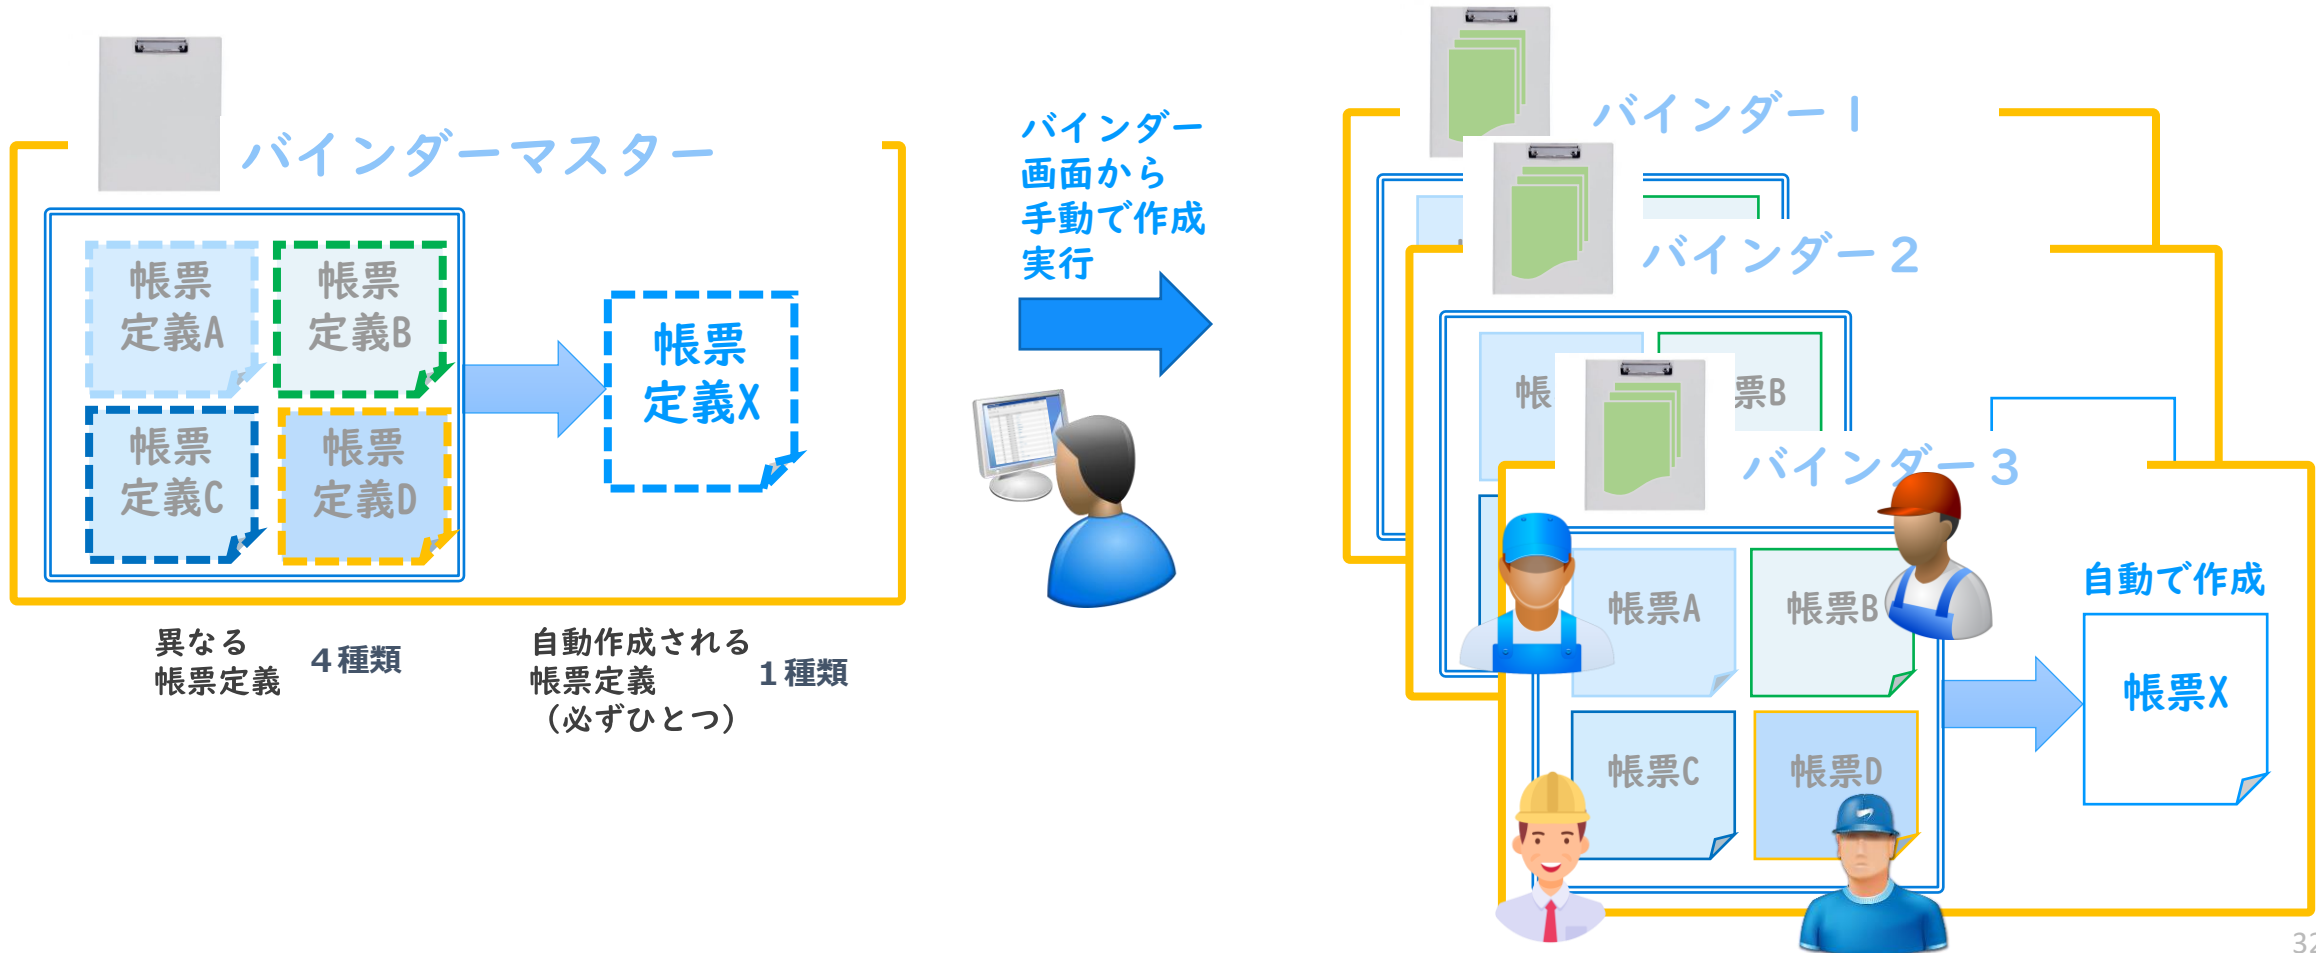 バインダーマスター
帳票
定義A
帳票
定義B
帳票
定義C
帳票
定義D
帳票
定義X
異なる
帳票定義
４種類
自動作成される
帳票定義
（必ずひとつ）
１種類
バインダー
画面から
手動で作成
実行
バインダー１
バインダー２
帳
票B
バインダー３
帳票A
帳票B
帳票C
帳票D
自動で作成
帳票X
32